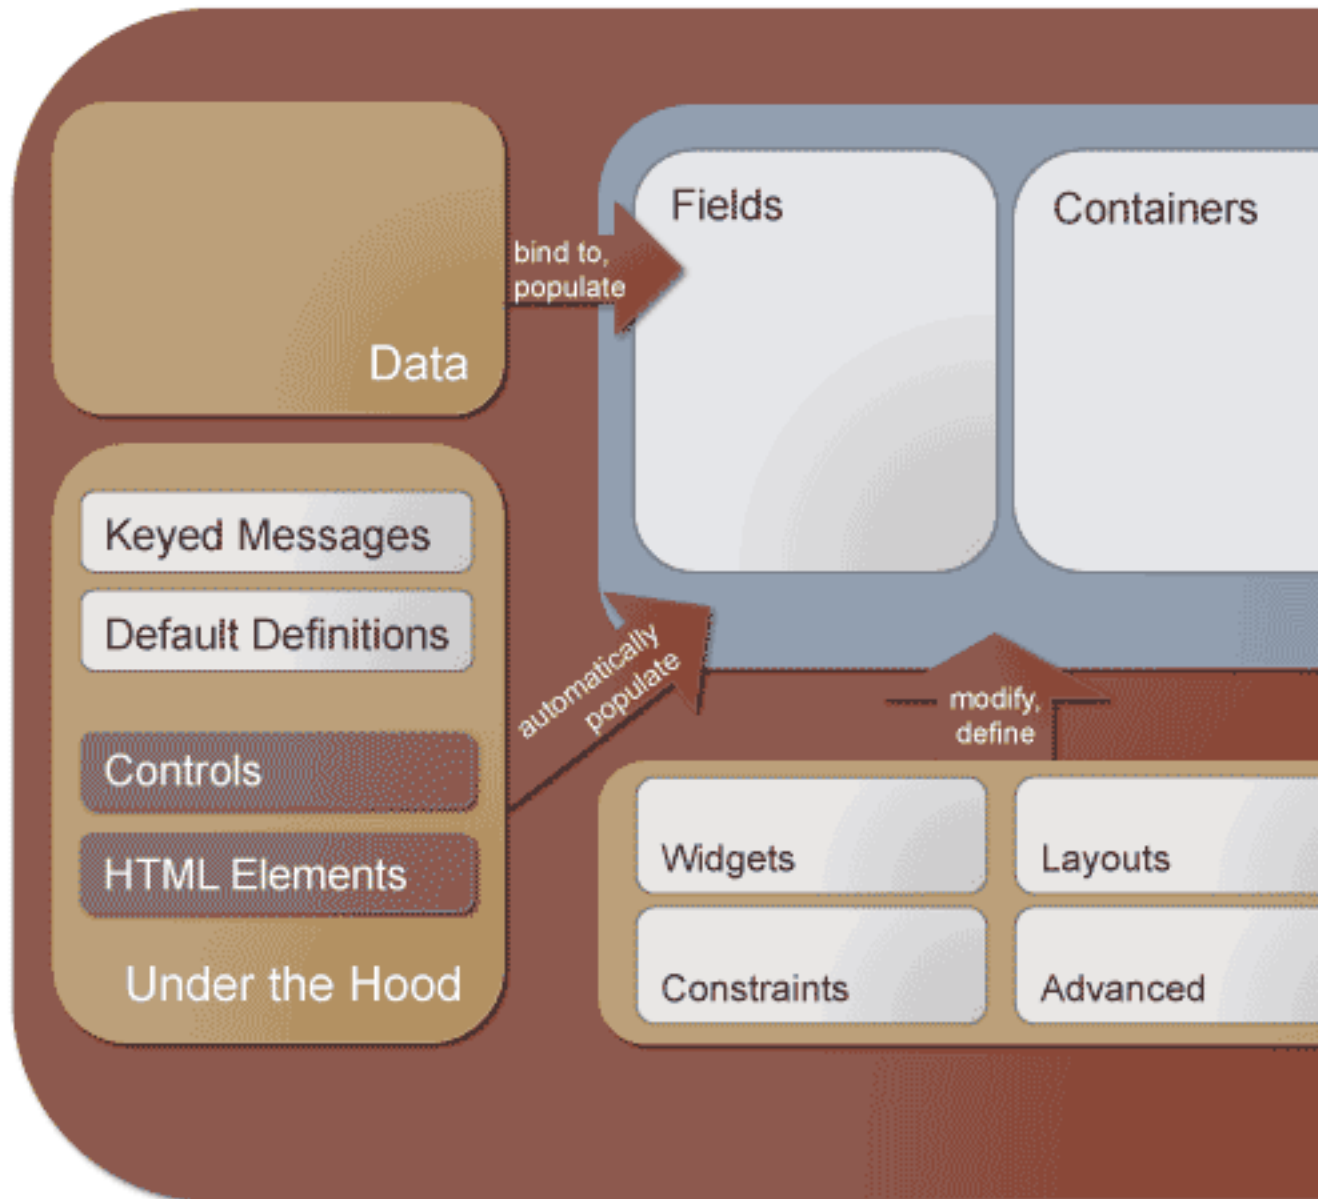 Fields
Containers
bind to,
populate
Data
Keyed Messages
Default Definitions
automatically
populate
modify,
define
Controls
HTML Elements
Under the Hood
Widgets
Layouts
Constraints
Advanced